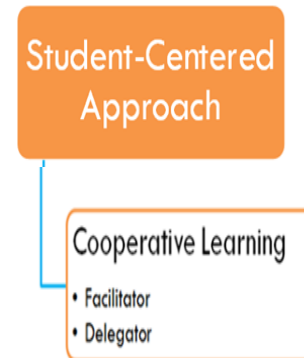 Student-Centered
Approach
Cooperative Learning
• Facilitator
• Delegator